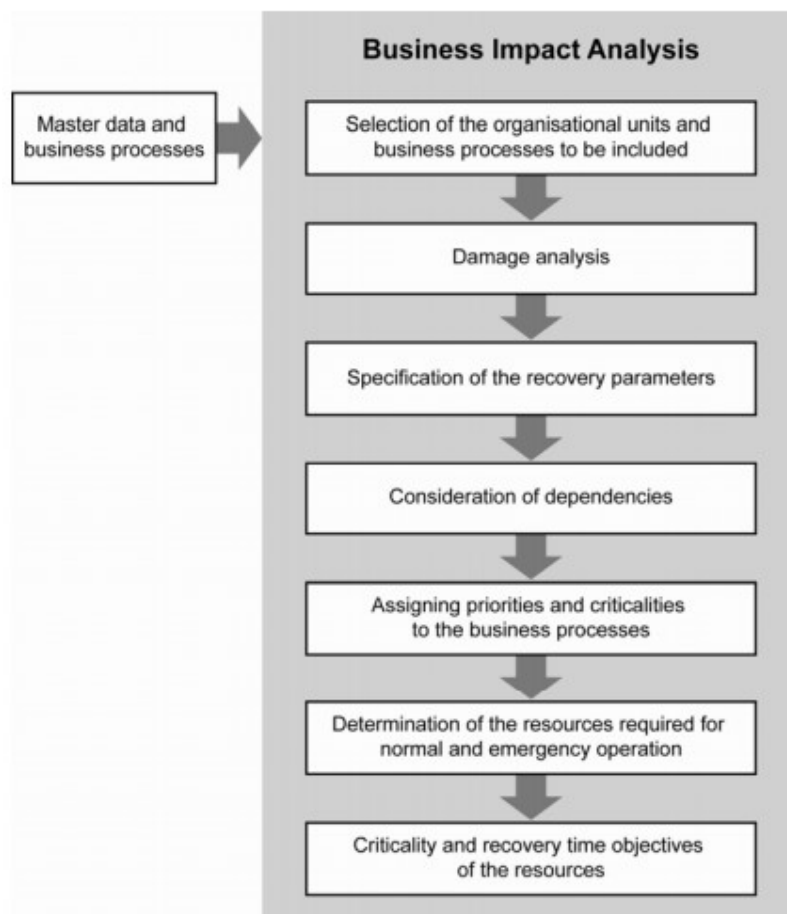 Business Impact Analysis
Master data and
business processes
Selection of the organisational units and
business processes to be included
Damage analysis
Specification of the recovery parameters
Consideration of dependencies
Assigning priorities and criticalities
to the business processes
Determination of the resources required for
normal and emergency operation
Criticality and recovery time objectives
of the resources